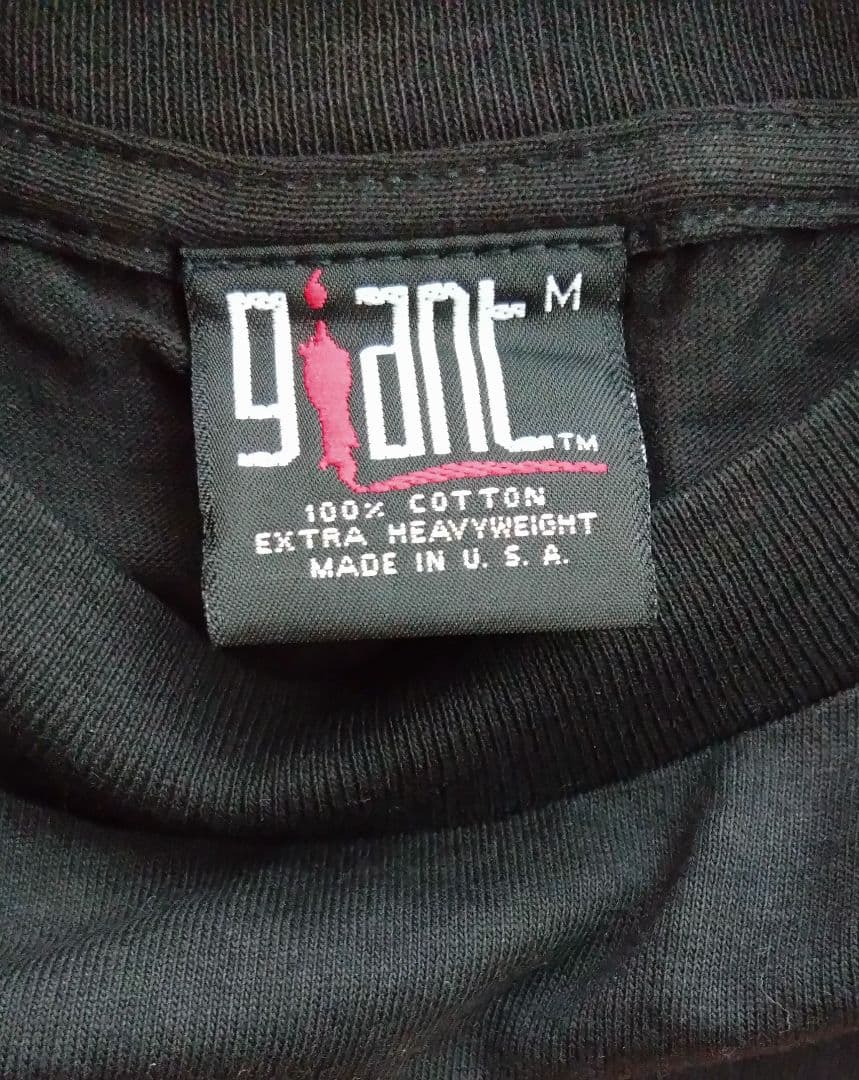 giant M
TM
100% COTTON
EXTRA HEAVYWEIGHT
MADE IN U. S. A.